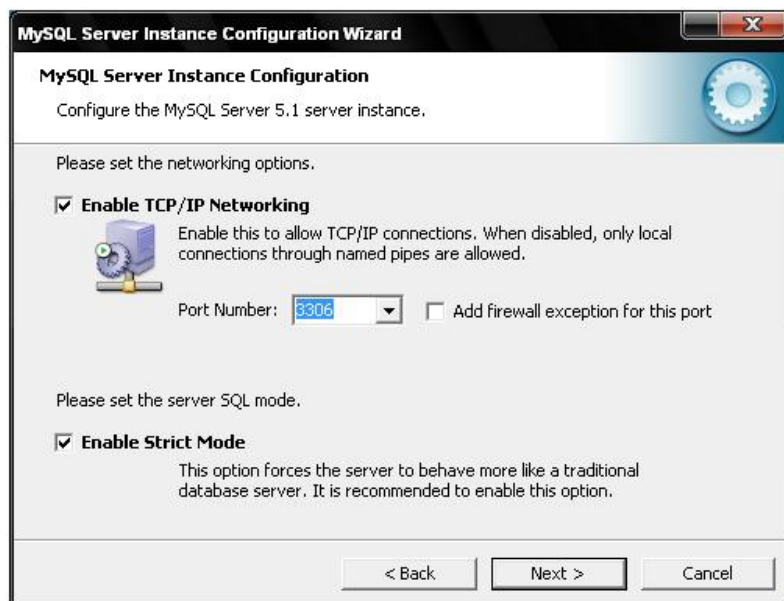 MySQL Server Instance Configuration Wizard
MySQL Server Instance Configuration
Configure the MySQL Server 5.1 server instance.
Please set the networking options.
Enable TCP/IP Networking
Enable this to allow TCP/IP connections. When disabled, only local
connections through named pipes are allowed.
Port Number: 3306 Add firewall exception for this port
Please set the server SQL mode.
Enable Strict Mode
This option forces the server to behave more like a traditional
database server. It is recommended to enable this option.
< Back Next > Cancel